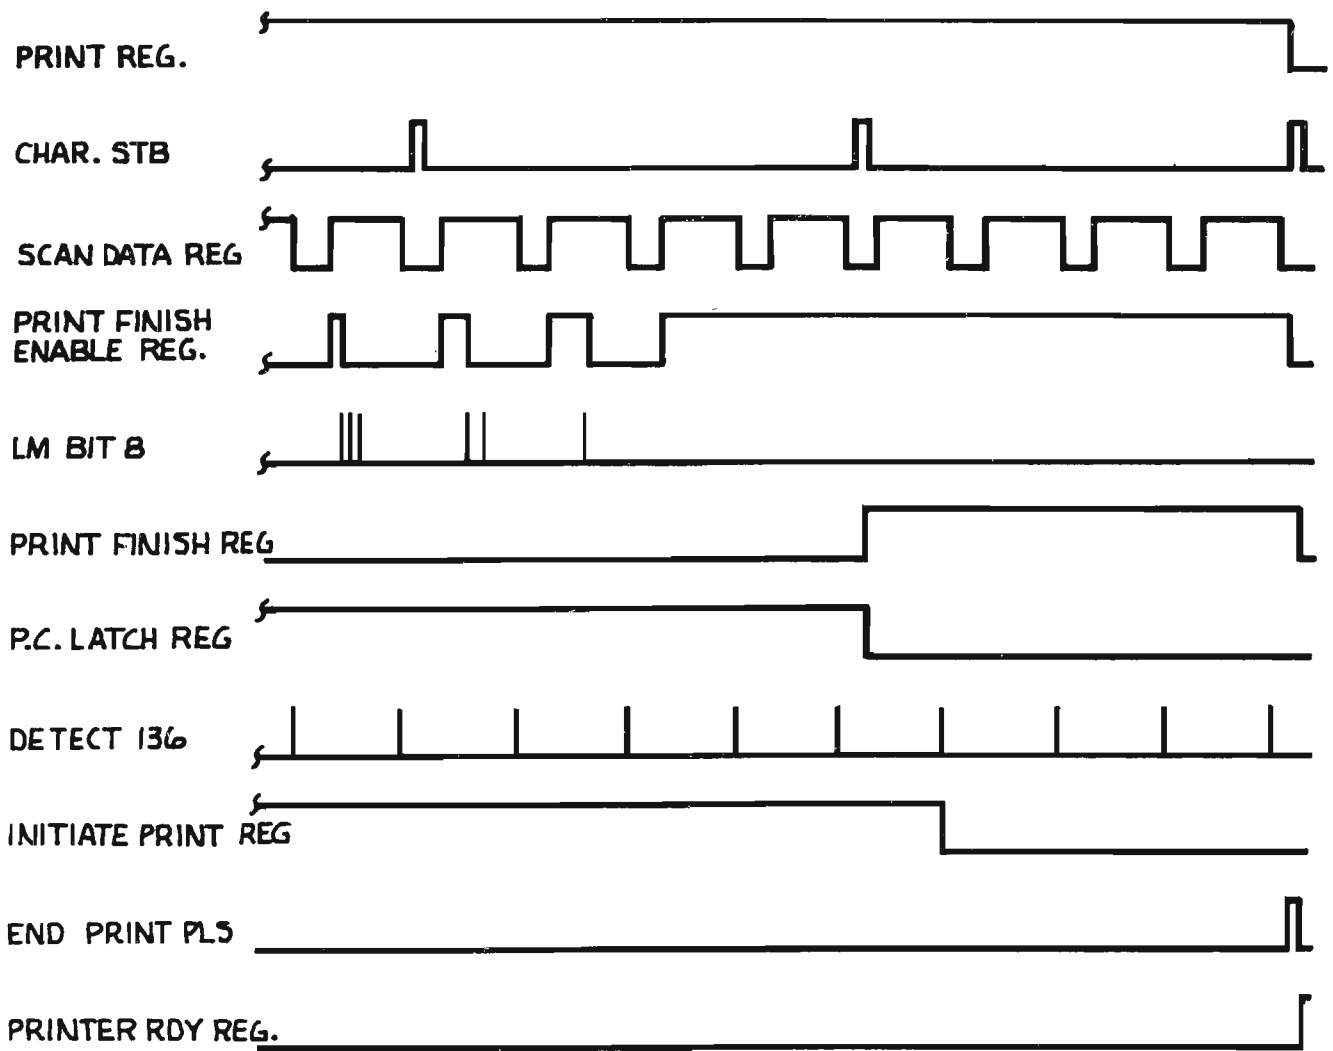 PRINT REG.
CHAR. STB
SCAN DATA REG
PRINT FINISH
ENABLE REG.
LM BIT 8
PRINT FINISH REG
P.C. LATCH REG
DETECT 136
INITIATE PRINT REG
END PRINT PLS
PRINTER RDY REG.